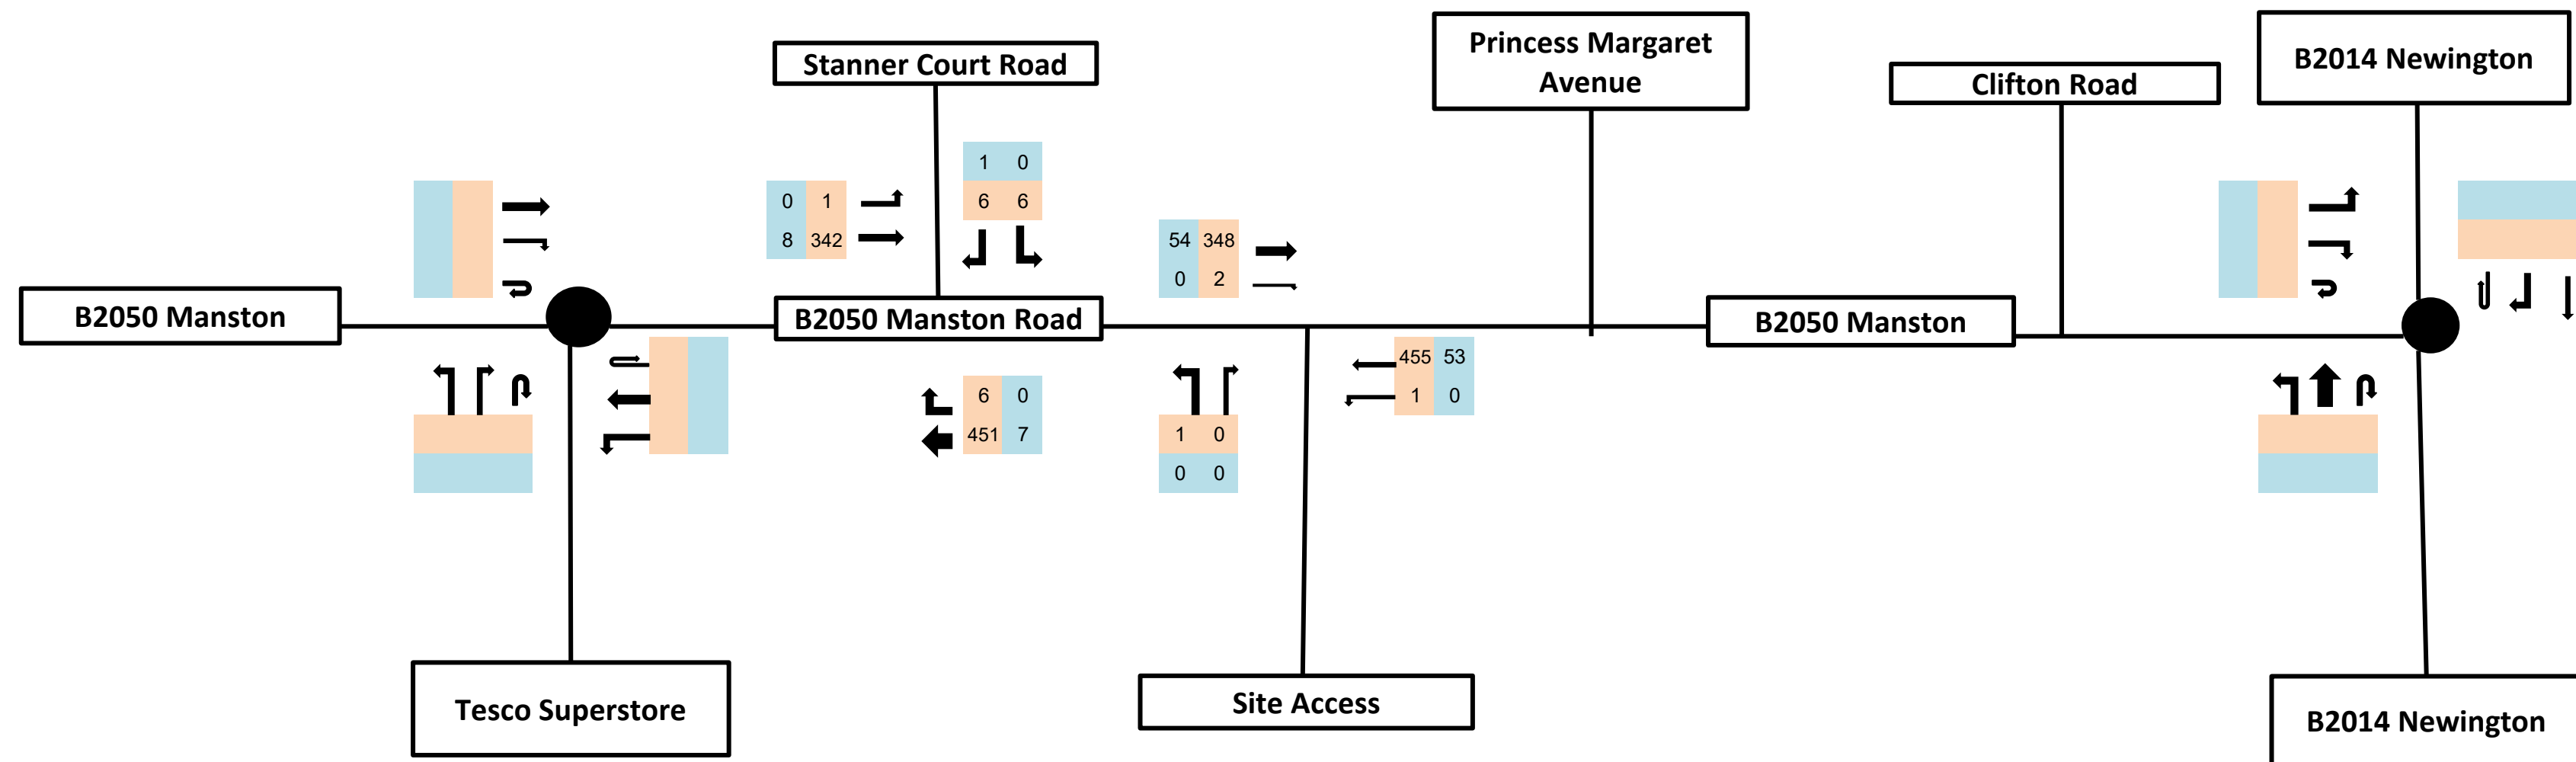 Stanner Court Road
Princess Margaret
Avenue
Clifton Road
B2014 Newington
1 0
6 6
0 1
8 342
54 348
0 2
B2050 Manston
B2050 Manston Road
B2050 Manston
455 53
1 0
6 0
451 7
1 0
0 0
Tesco Superstore
Site Access
B2014 Newington